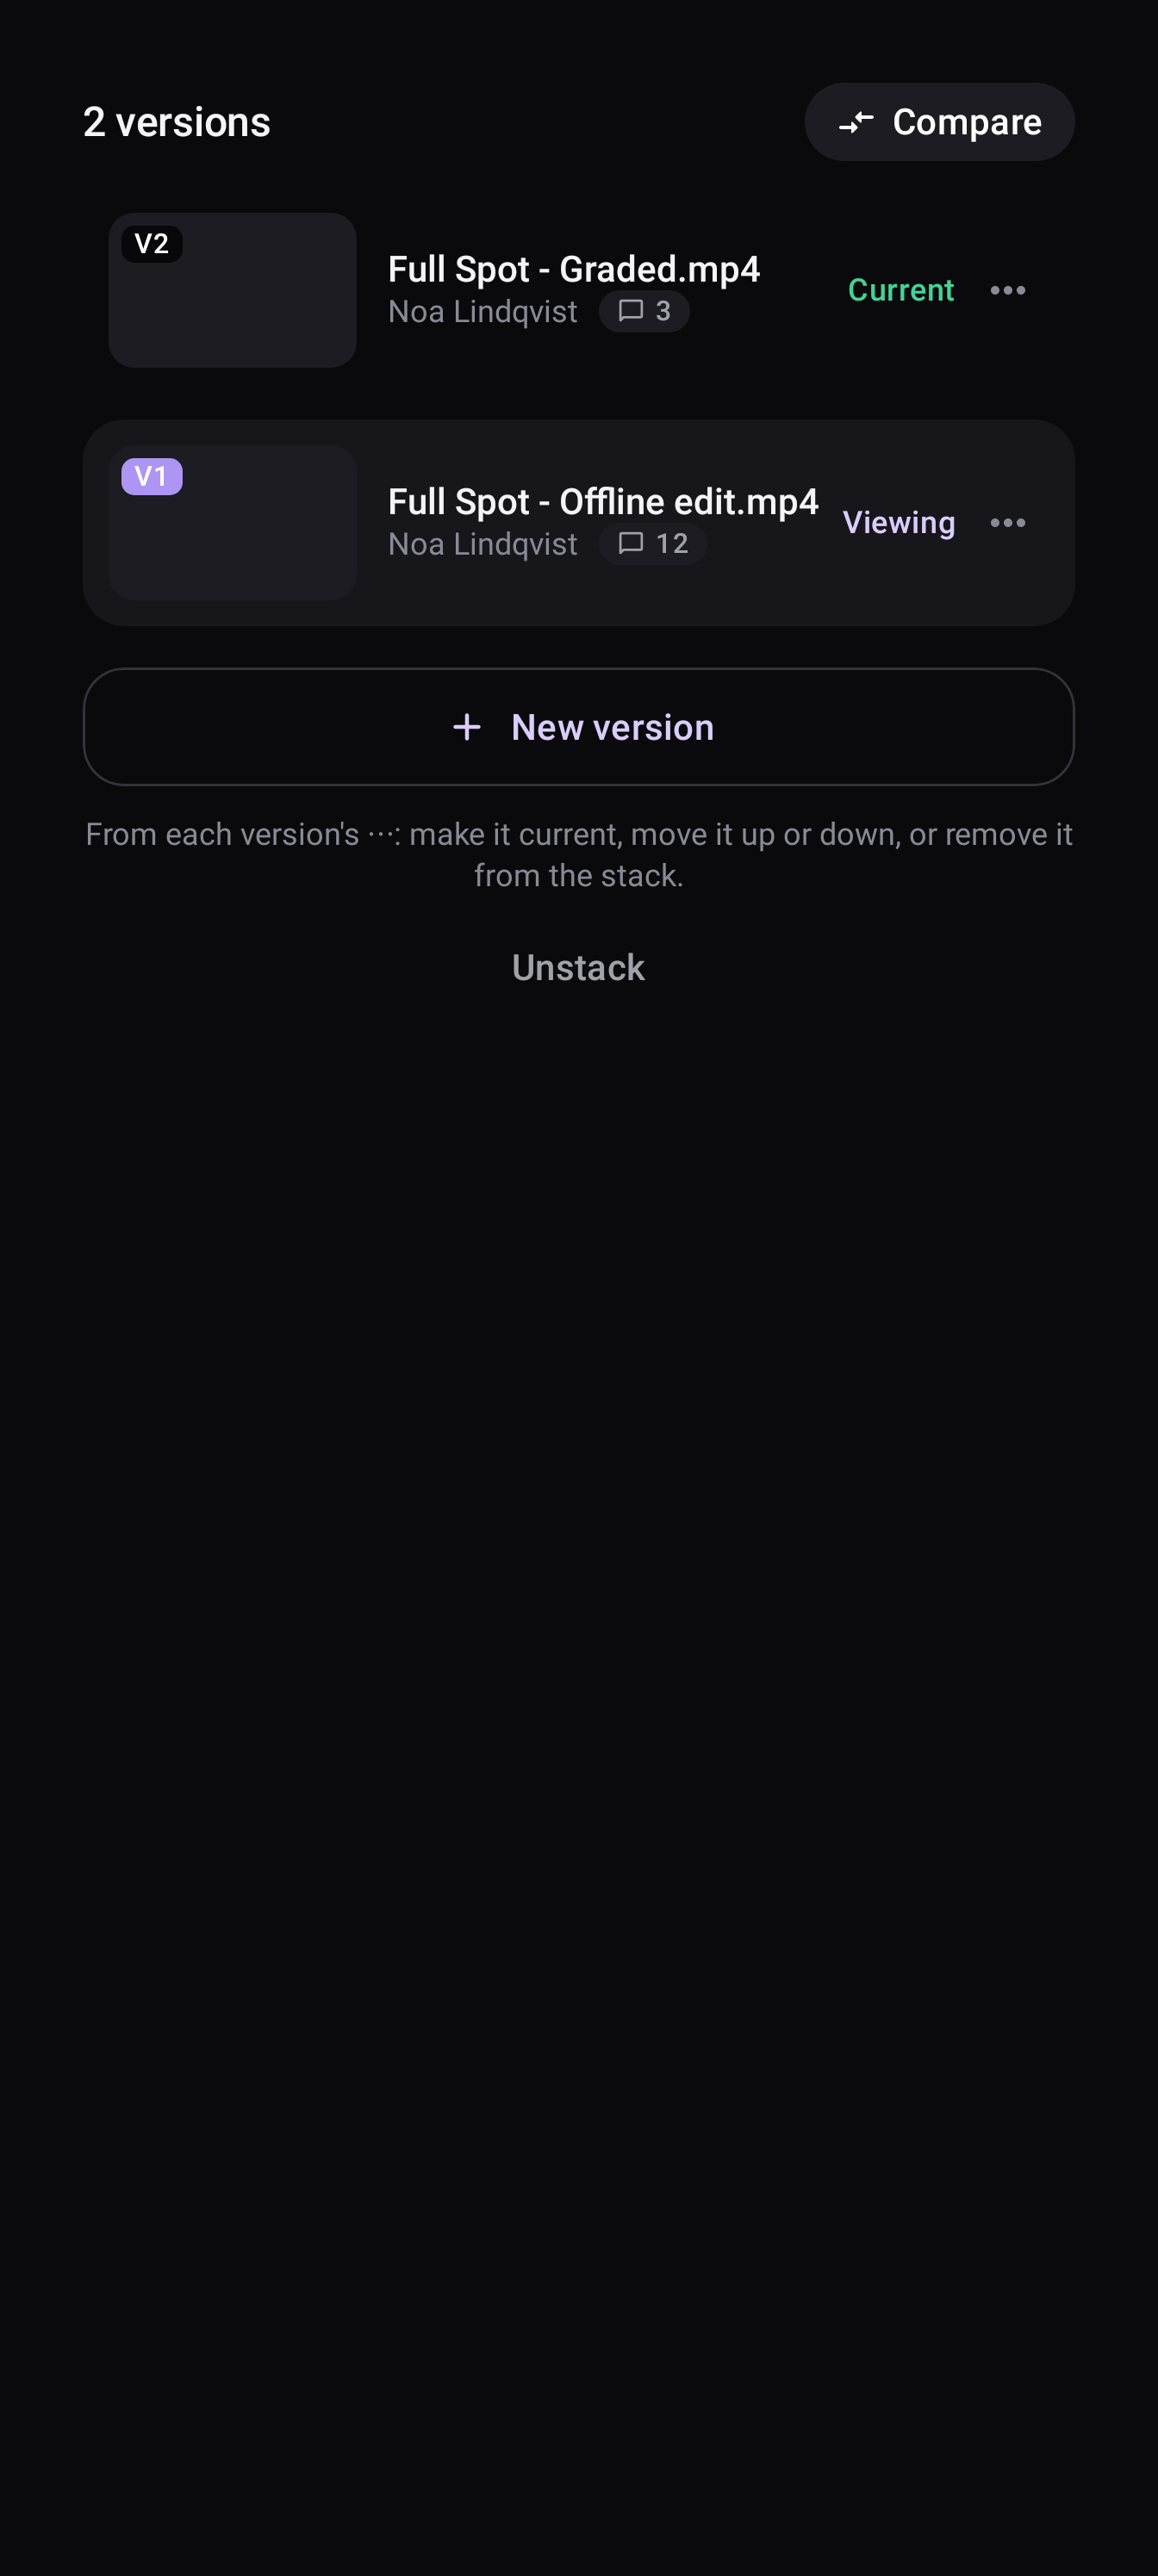 2 versions
Compare
V2
Full Spot - Graded.mp4
Noa Lindqvist
3
Current
V1
Full Spot - Offline edit.mp4
Noa Lindqvist
12
Viewing
+ New version
From each version's ⋯: make it current, move it up or down, or remove it
from the stack.
Unstack